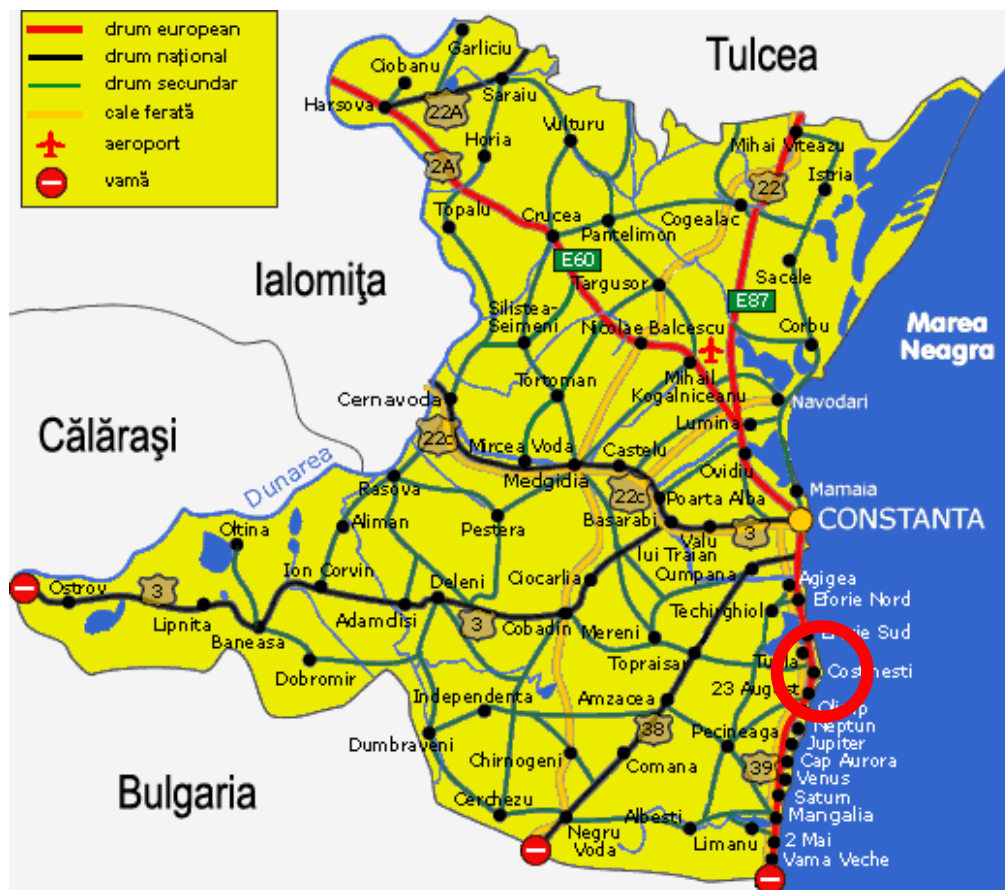 drum european
drum național
drum secundar
cale ferată
aeroport
vamă
Tulcea
Ialomiţa
Călăraşi
Bulgaria
Marea
Neagra
Dunarea
Garliciu
Ciobanu
Saraiu
Harsova
22A
Vulturu
Horia
2A
Mihai Viteazu
Istria
22
Topalu
Crucea
Cogealac
Pantelimon
E60
Sacele
Targusor
E87
Silistea-
Seimeni
Nicolae Balcescu
Corbu
Mihail
Kogalniceanu
Tortoman
Cernavoda
Navodari
Lumina
22c
Mircea Voda
Castelu
Ovidiu
Medgidia
Rasova
22c
Poarta Alba
Mamaia
Basarabi
CONSTANTA
Valu
lui Traian
3
Pestera
Aliman
Oltina
Cumpana
Ion Corvin
Deleni
Ciocarlia
Agigea
Eforie Nord
Ostrov
3
Lipnita
Adamclisi
3
Cobadin
Techirghiol
Mereni
Baneasa
Topraisar
Sud
Dobromir
Independenta
Amzacea
23 August
Neptun
Dumbraveni
38
Pecineaga
Jupiter
Chirnogeni
Comana
39
Cap Aurora
Venus
Cerchezu
Saturn
Negru
Voda
Albesti
Mangalia
Limanu
2 Mai
Vama Veche